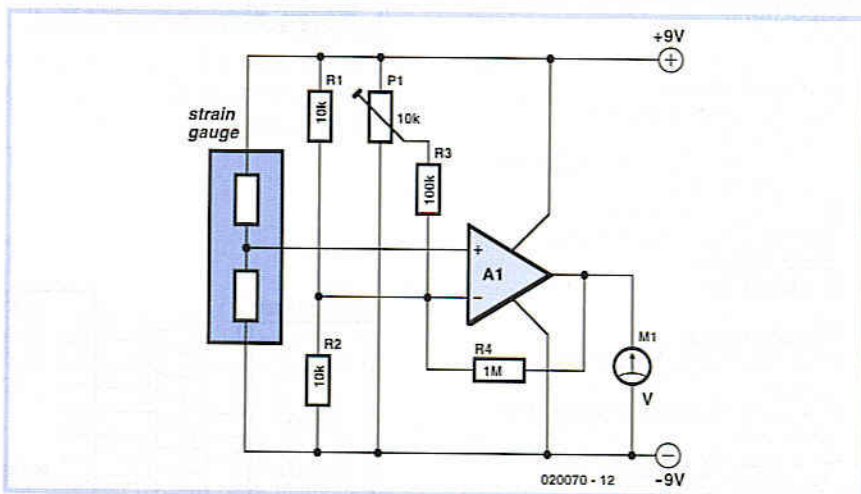 +9V
+
R1
P1
strain
gauge
10k
10k
R3
100k
+
A1
−
R2
10k
R4
1M
M1
V
−
020070 - 12
-9V